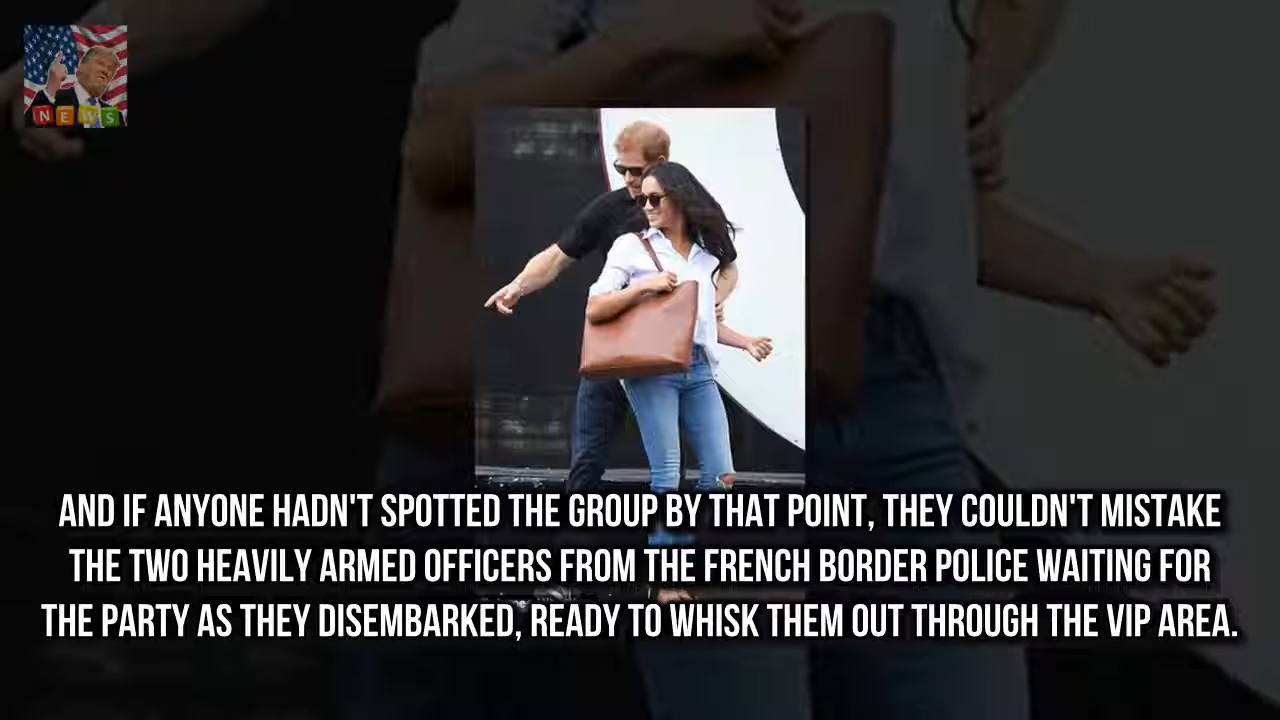 NEWS
AND IF ANYONE HADN'T SPOTTED THE GROUP BY THAT POINT, THEY COULDN'T MISTAKE
THE TWO HEAVILY ARMED OFFICERS FROM THE FRENCH BORDER POLICE WAITING FOR
THE PARTY AS THEY DISEMBARKED, READY TO WHISK THEM OUT THROUGH THE VIP AREA.